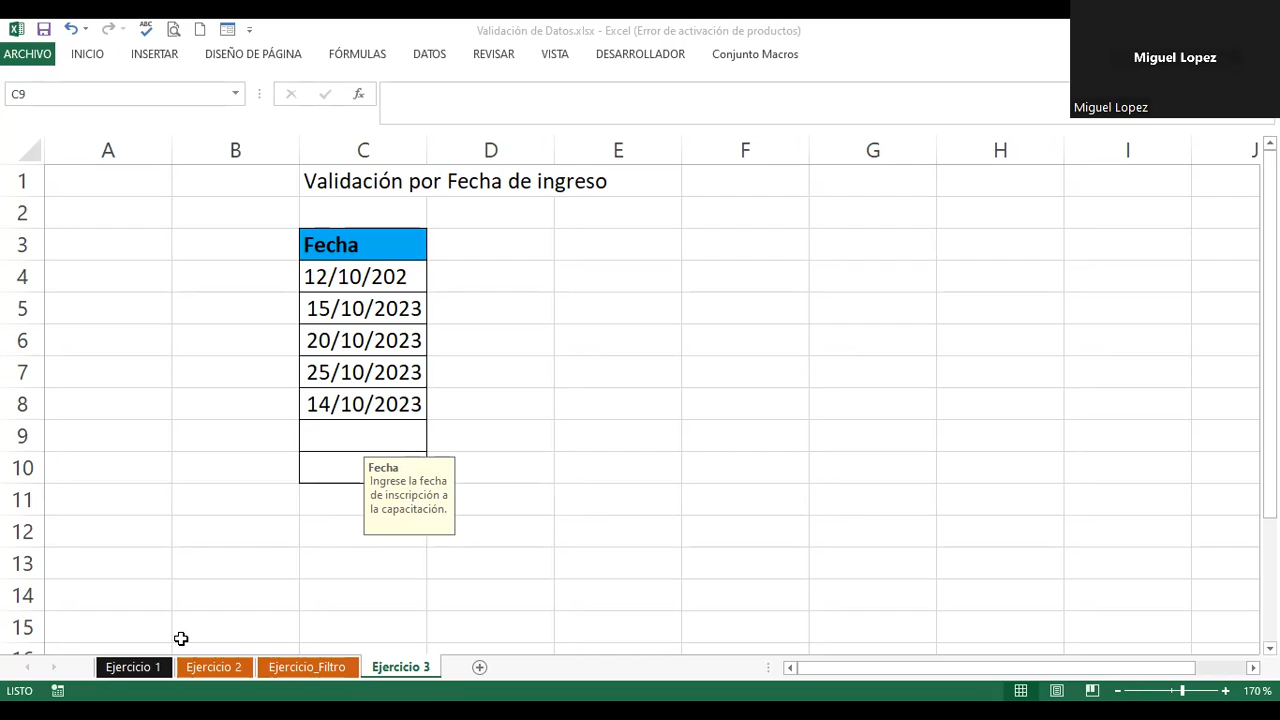 ABC
Validación de Datos.xlsx - Excel (Error de activación de productos)
ARCHIVO INICIO INSERTAR DISEÑO DE PÁGINA FÓRMULAS DATOS REVISAR VISTA DESARROLLADOR Conjunto Macros
Miguel Lopez
Miguel Lopez
C9 fx
A B C D E F G H I J
1 Validación por Fecha de ingreso
2
3 Fecha
4 12/10/202
5 15/10/2023
6 20/10/2023
7 25/10/2023
8 14/10/2023
9
10
Fecha
Ingrese la fecha
de inscripción a
la capacitación.
11
12
13
14
15
16
Ejercicio 1 Ejercicio 2 Ejercicio_Filtro Ejercicio 3
LISTO 170 %